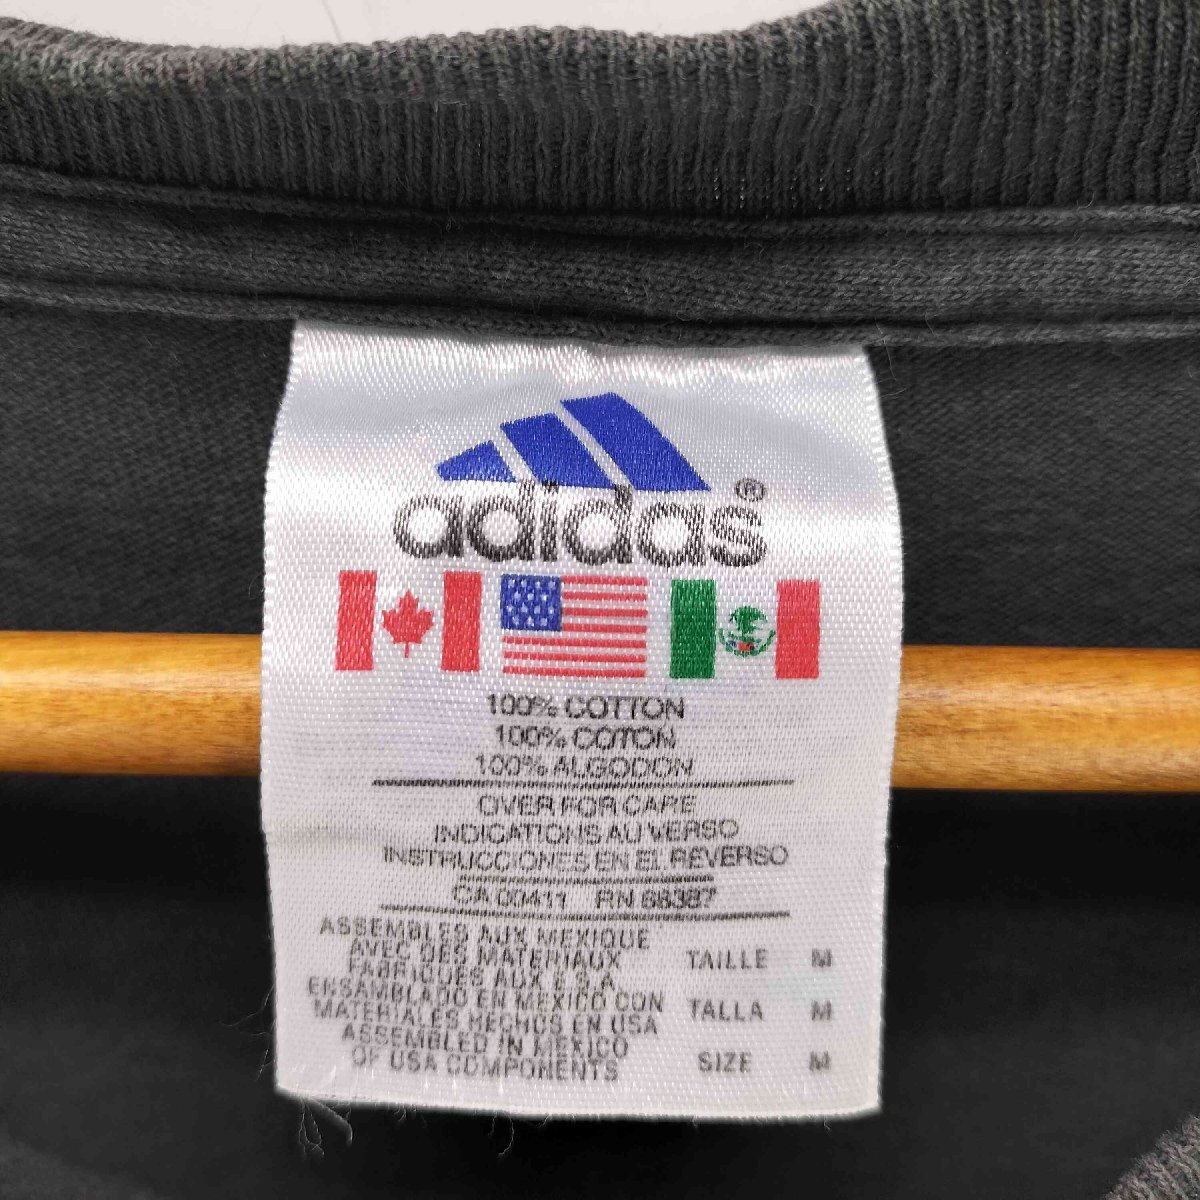 adidas®
100% COTTON
100% COTON
100% ALGODON
OVER FOR CARE
INDICATIONS AU VERSO
INSTRUCCIONES EN EL REVERSO
CA 00411 RN 68387
ASSEMBLES AUX MEXIQUE
AVEC DES MATERIAUX
FABRIQUES AUX E.S.A.
ENSAMBLADO EN MEXICO CON
MATERIALES HECHOS EN USA
ASSEMBLED IN MEXICO
OF USA COMPONENTS
TAILLE M
TALLA M
SIZE M